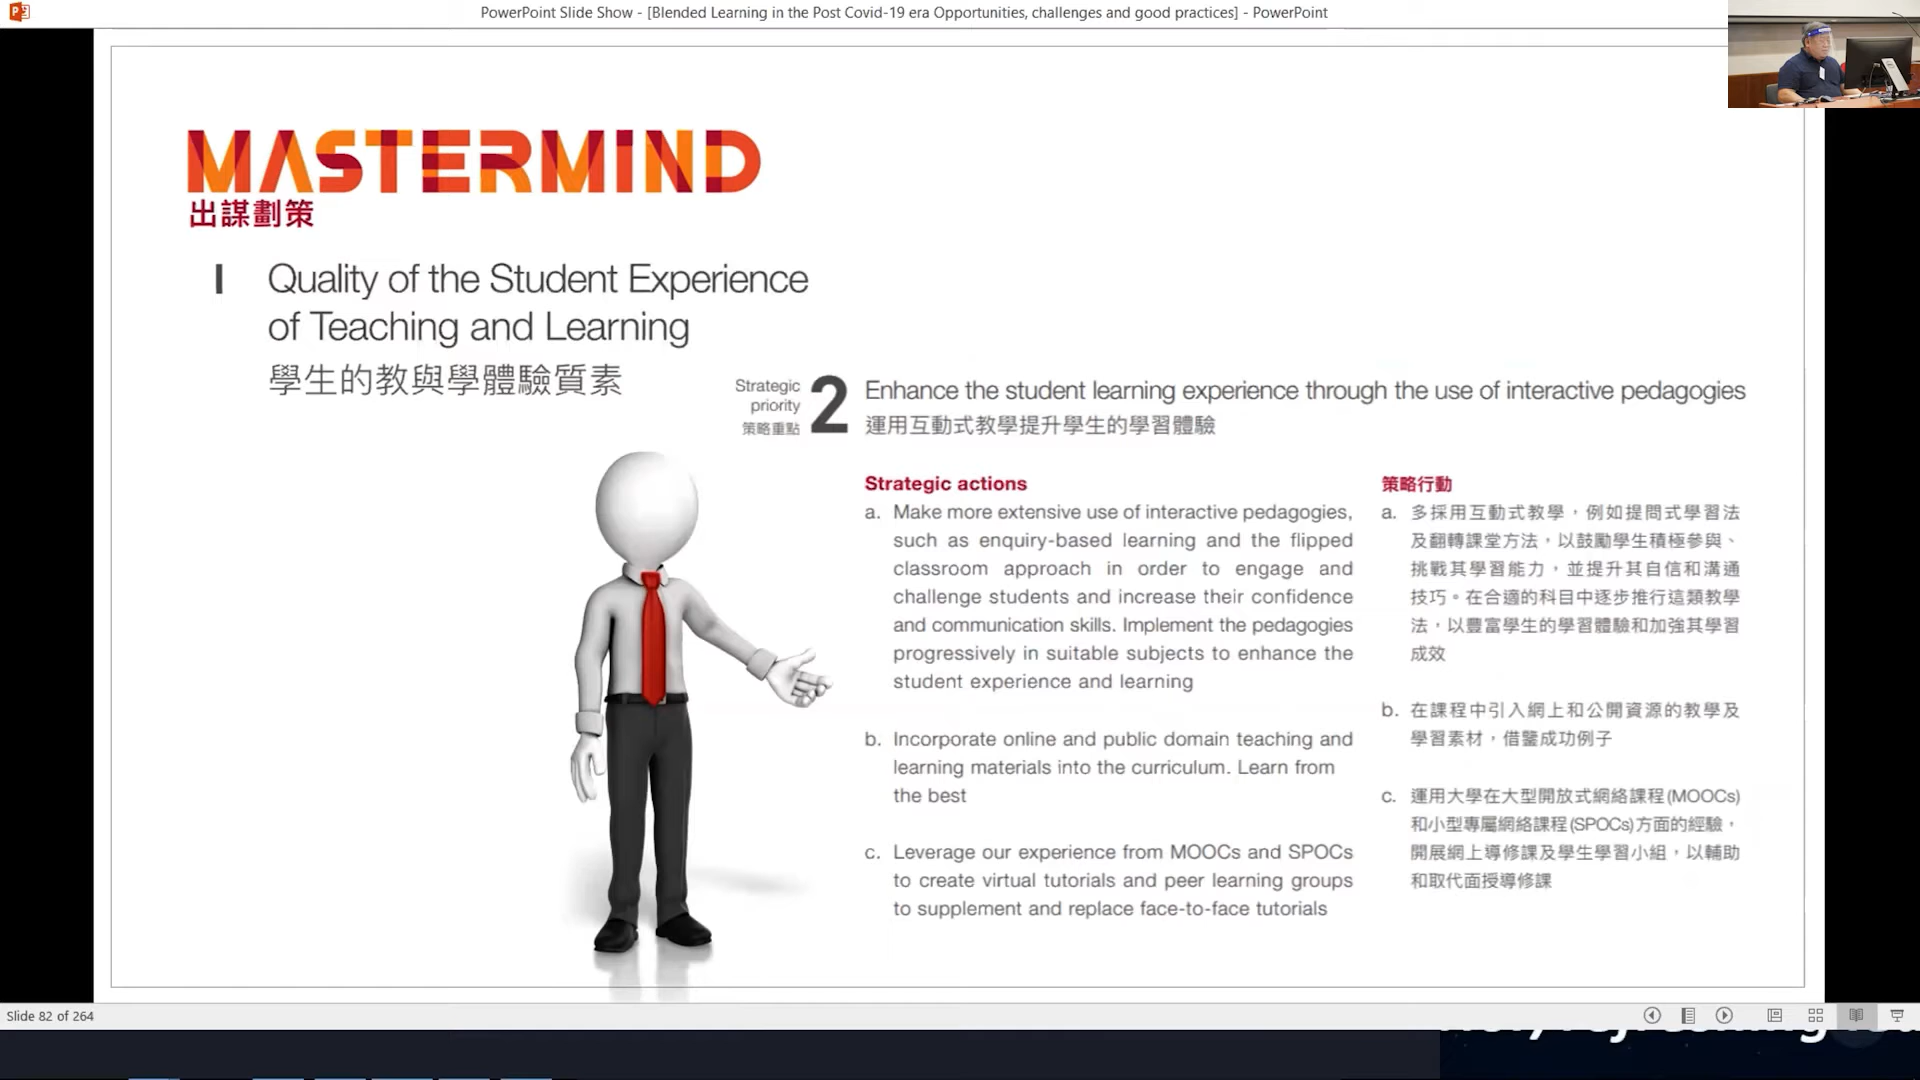 PowerPoint Slide Show - [Blended Learning in the Post Covid-19 era Opportunities, challenges and good practices] - PowerPoint
MASTERMIND
出謀劃策
I Quality of the Student Experience
of Teaching and Learning
學生的教與學體驗質素
Strategic
priority
策略重點
2
Enhance the student learning experience through the use of interactive pedagogies
運用互動式教學提升學生的學習體驗
Strategic actions
a. Make more extensive use of interactive pedagogies,
such as enquiry-based learning and the flipped
classroom approach in order to engage and
challenge students and increase their confidence
and communication skills. Implement the pedagogies
progressively in suitable subjects to enhance the
student experience and learning
b. Incorporate online and public domain teaching and
learning materials into the curriculum. Learn from
the best
c. Leverage our experience from MOOCs and SPOCs
to create virtual tutorials and peer learning groups
to supplement and replace face-to-face tutorials
策略行動
a. 多採用互動式教學，例如提問式學習法
及翻轉課堂方法，以鼓勵學生積極參與、
挑戰其學習能力，並提升其自信和溝通
技巧。在合適的科目中逐步推行這類教學
法，以豐富學生的學習體驗和加強其學習
成效
b. 在課程中引入網上和公開資源的教學及
學習素材，借鑒成功例子
c. 運用大學在大型開放式網絡課程(MOOCs)
和小型專屬網絡課程(SPOCs)方面的經驗，
開展網上導修課及學生學習小組，以輔助
和取代面授導修課
Slide 82 of 264